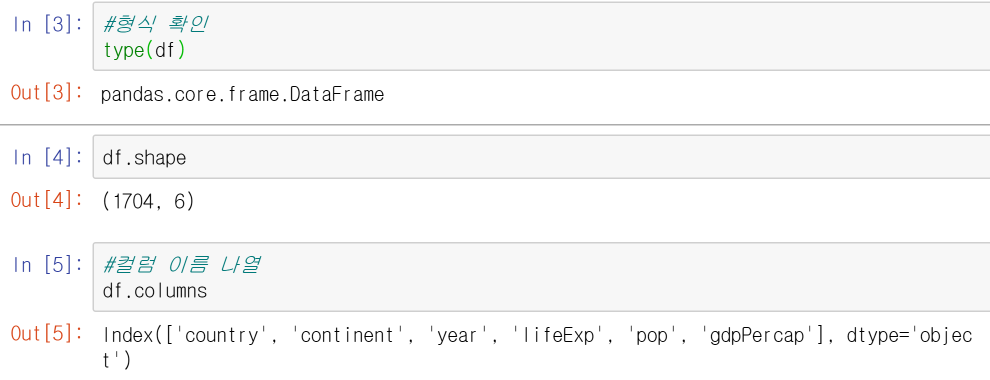 In [3]: #형식 확인
type(df)
Out[3]: pandas.core.frame.DataFrame
In [4]: df.shape
Out[4]: (1704, 6)
In [5]: #컬럼 이름 나열
df.columns
Out[5]: Index(['country', 'continent', 'year', 'lifeExp', 'pop', 'gdpPercap'], dtype='objec
t')